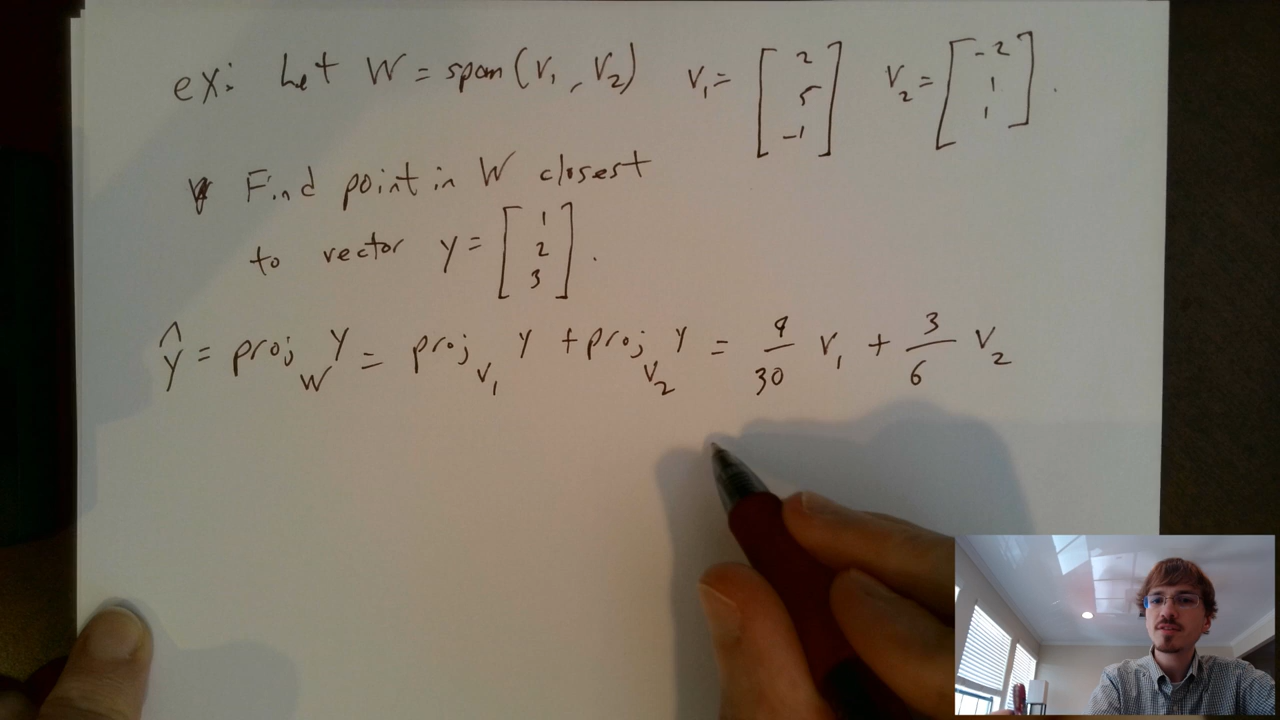 ex: Let W = span(v₁, v₂) v₁ = [2 5 -1] v₂ = [-2 1 1].
Find point in W closest
to vector y = [1 2 3].
ŷ = proj_W y = proj_v₁ y + proj_v₂ y = 9/30 v₁ + 3/6 v₂